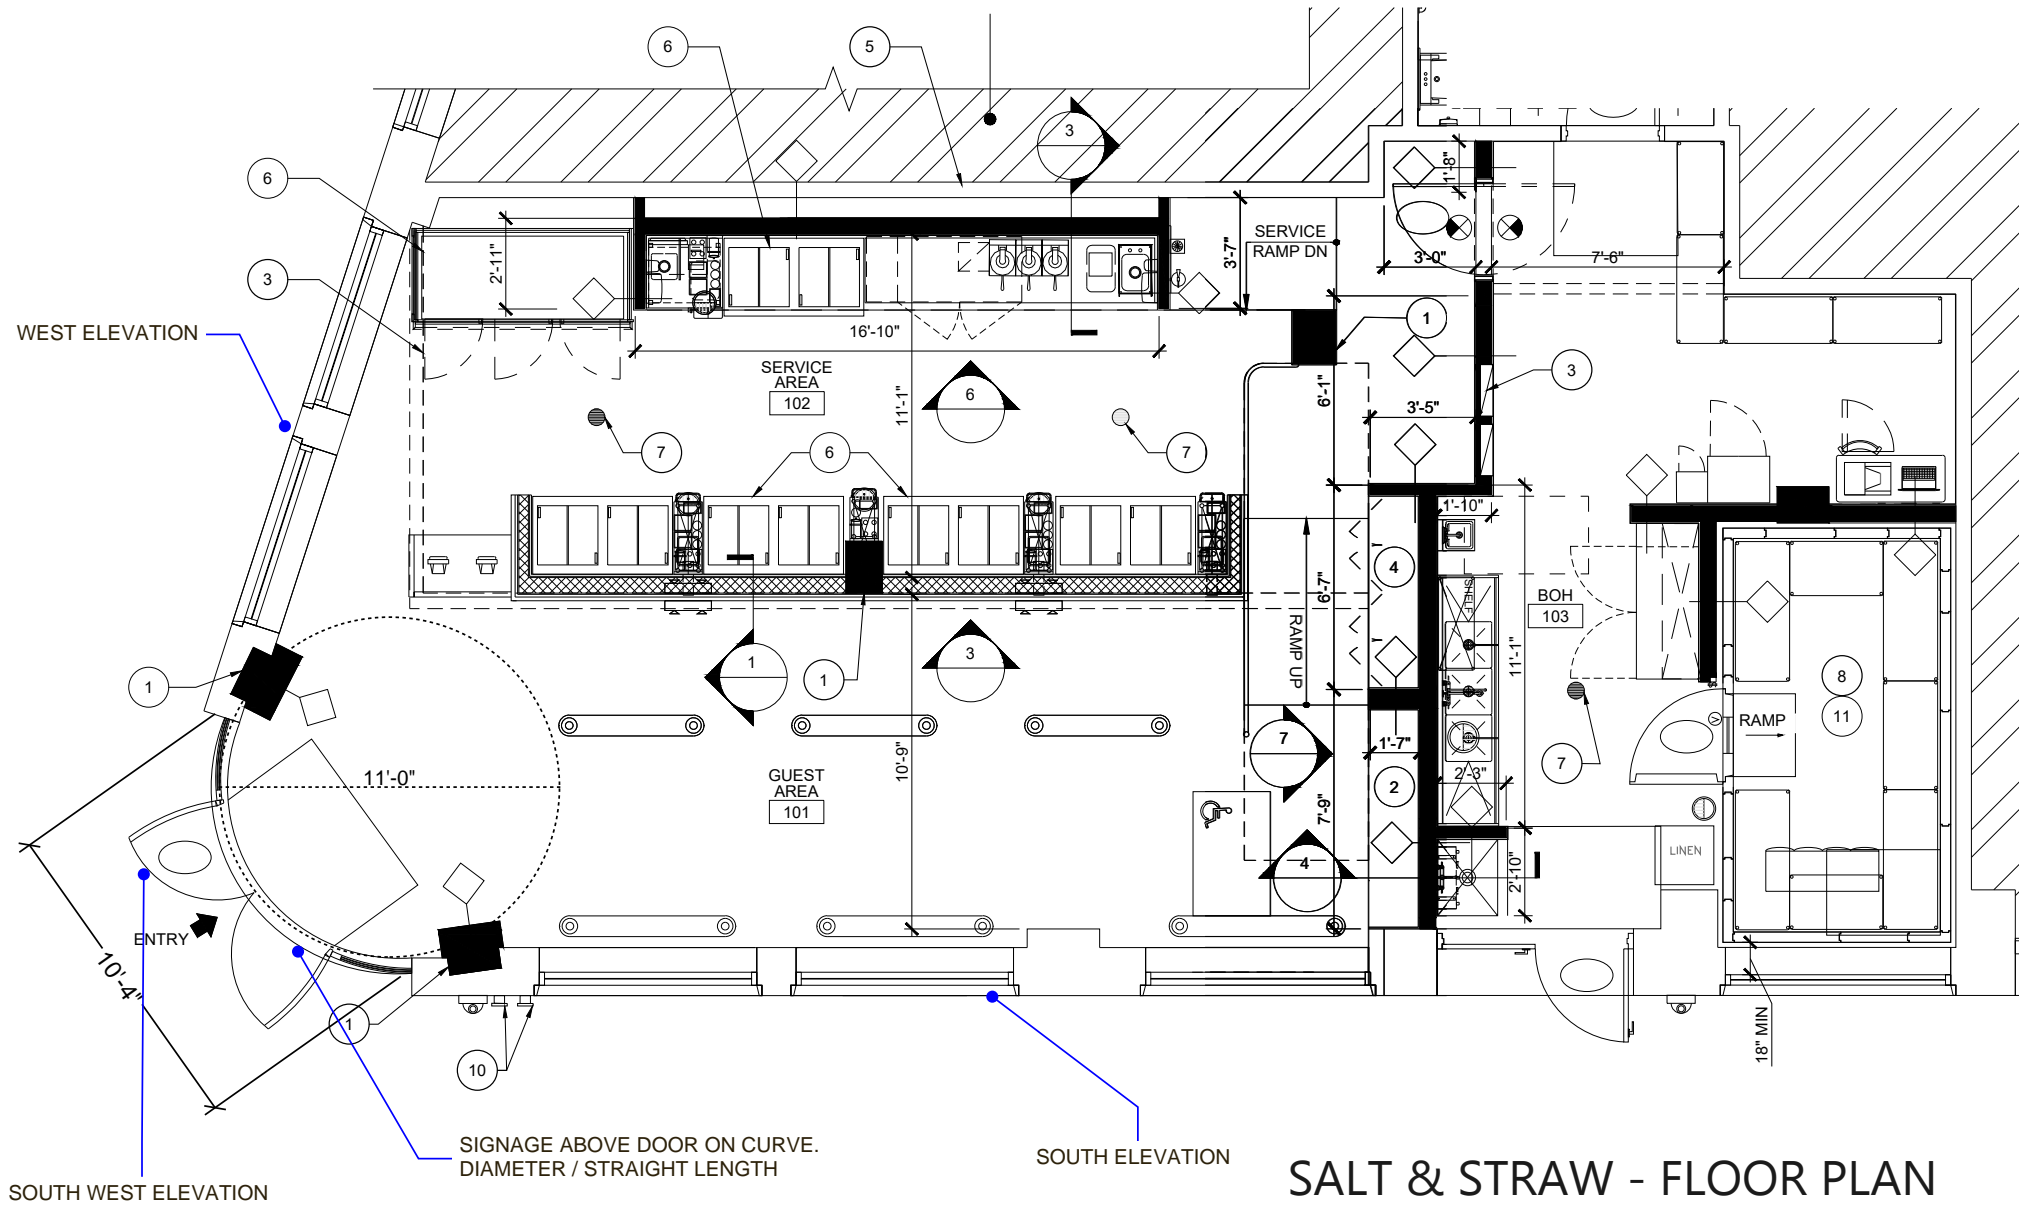 6
5
3
6
3
2'-11"
3'-7"
SERVICE
RAMP DN
1'-8"
3'-0"
7'-6"
WEST ELEVATION
16'-10"
1
SERVICE
AREA
102
11'-1"
6
6'-1"
3
3'-5"
7
6
7
1'-10"
4
6'-7"
SHELF
BOH
103
RAMP UP
11'-1"
1
1
1
3
8
11
RAMP
7
1'-7"
7
2'-3"
11'-0"
GUEST
AREA
101
10'-9"
2
7'-9"
4
2'-10"
LINEN
ENTRY
10'-4"
1
10
18" MIN
SIGNAGE ABOVE DOOR ON CURVE.
DIAMETER / STRAIGHT LENGTH
SOUTH ELEVATION
SOUTH WEST ELEVATION
SALT & STRAW - FLOOR PLAN